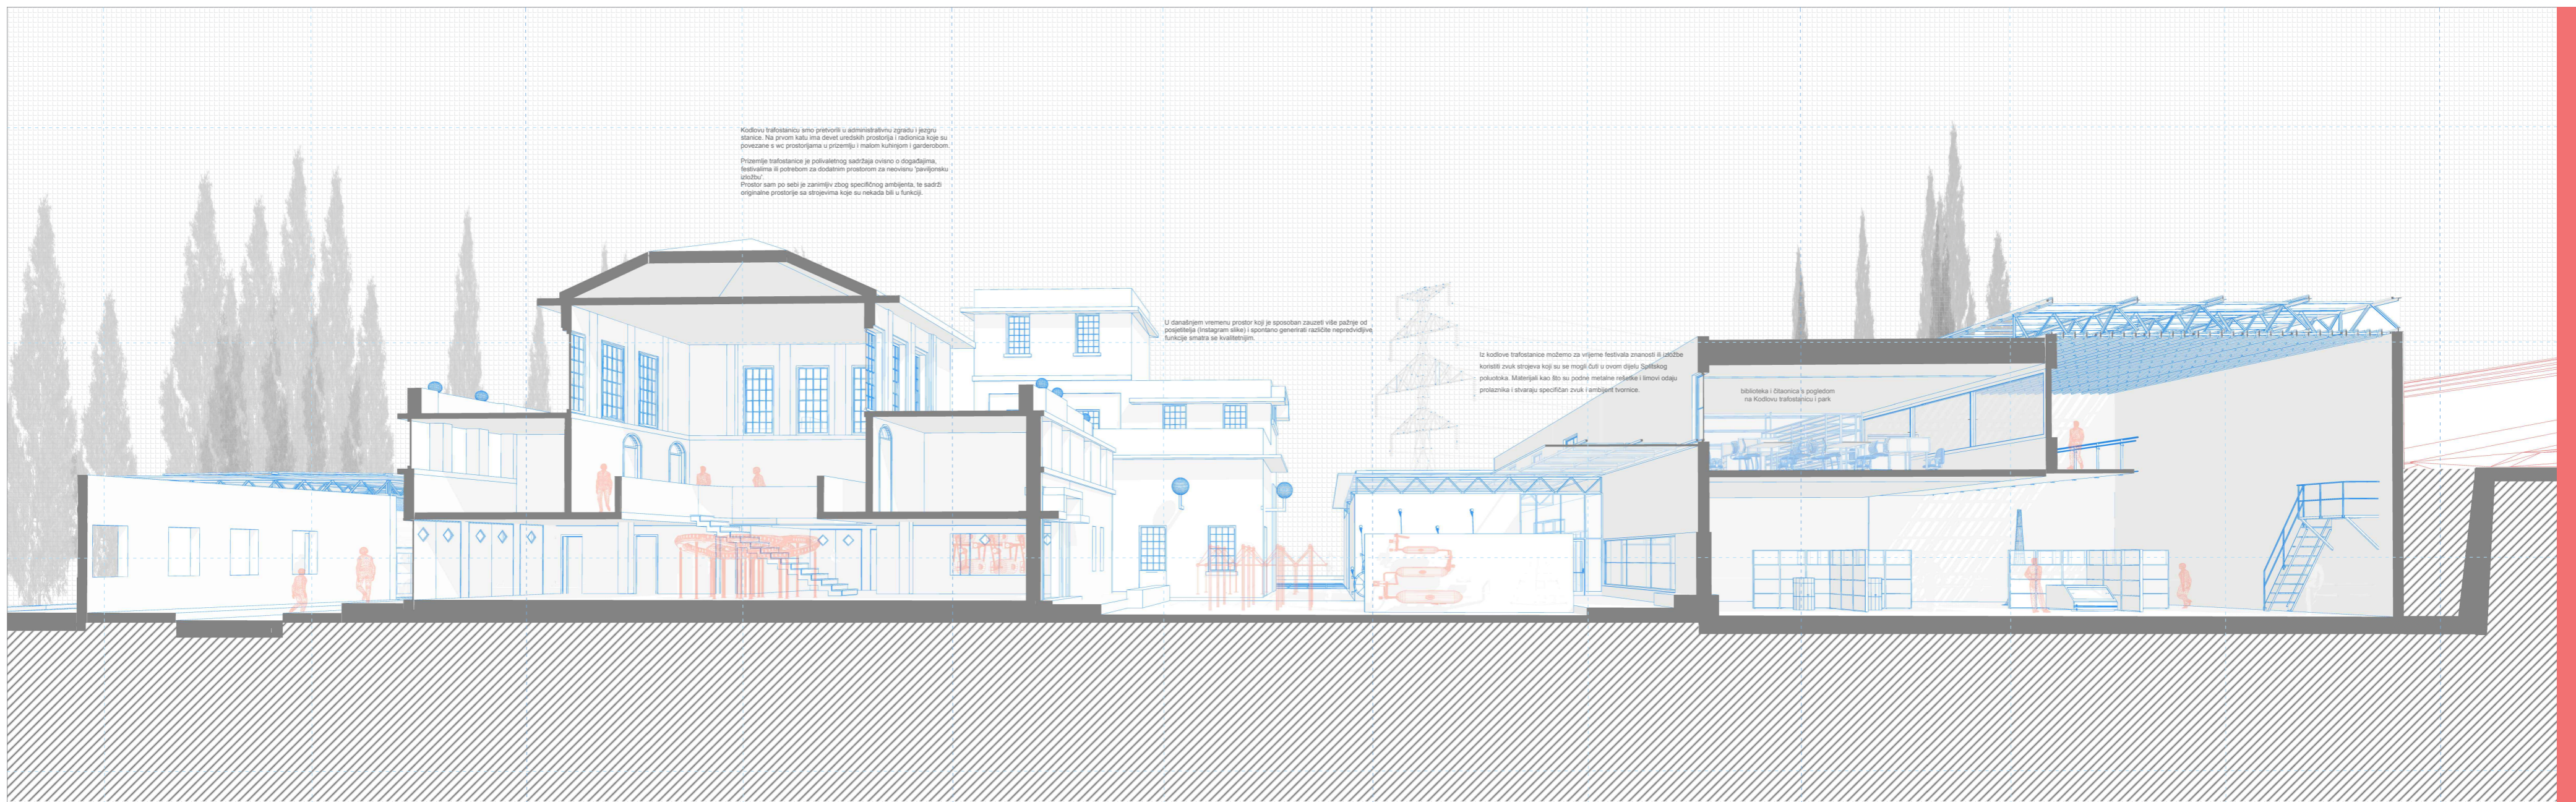 Kodlovu trafostanicu smo pretvorili u administrativnu zgradu i jezgru
stanice. Na prvom katu ima devet uredskih prostorija i radionica koje su
povezane s wc prostorijama u prizemlju i malom kuhinjom i garderobom.
Prizemlje trafostanice je polivaletnog sadržaja ovisno o događajima,
festivalima ili potrebom za dodatnim prostorom za neovisnu 'paviljonsku
izložbu'.
Prostor sam po sebi je zanimljiv zbog specifičnog ambijenta, te sadrži
originalne prostorije sa strojevima koje su nekada bili u funkciji.
U današnjem vremenu prostor koji je sposoban zauzeti više pažnje od
posjetitelja (Instagram slike) i spontano generirati različite nepredvidljive
funkcije smatra se kvalitetnijim.
Iz kodlove trafostanice možemo za vrijeme festivala znanosti ili izložbe
koristiti zvuk strojeva koji su se mogli čuti u ovom dijelu Splitskog
poluotoka. Materijali kao što su podne metalne rešetke i limovi odaju
prolaznika i stvaraju specifičan zvuk i ambijent tvornice.
biblioteka i čitaonica s pogledom
na Kodlovu trafostanicu i park